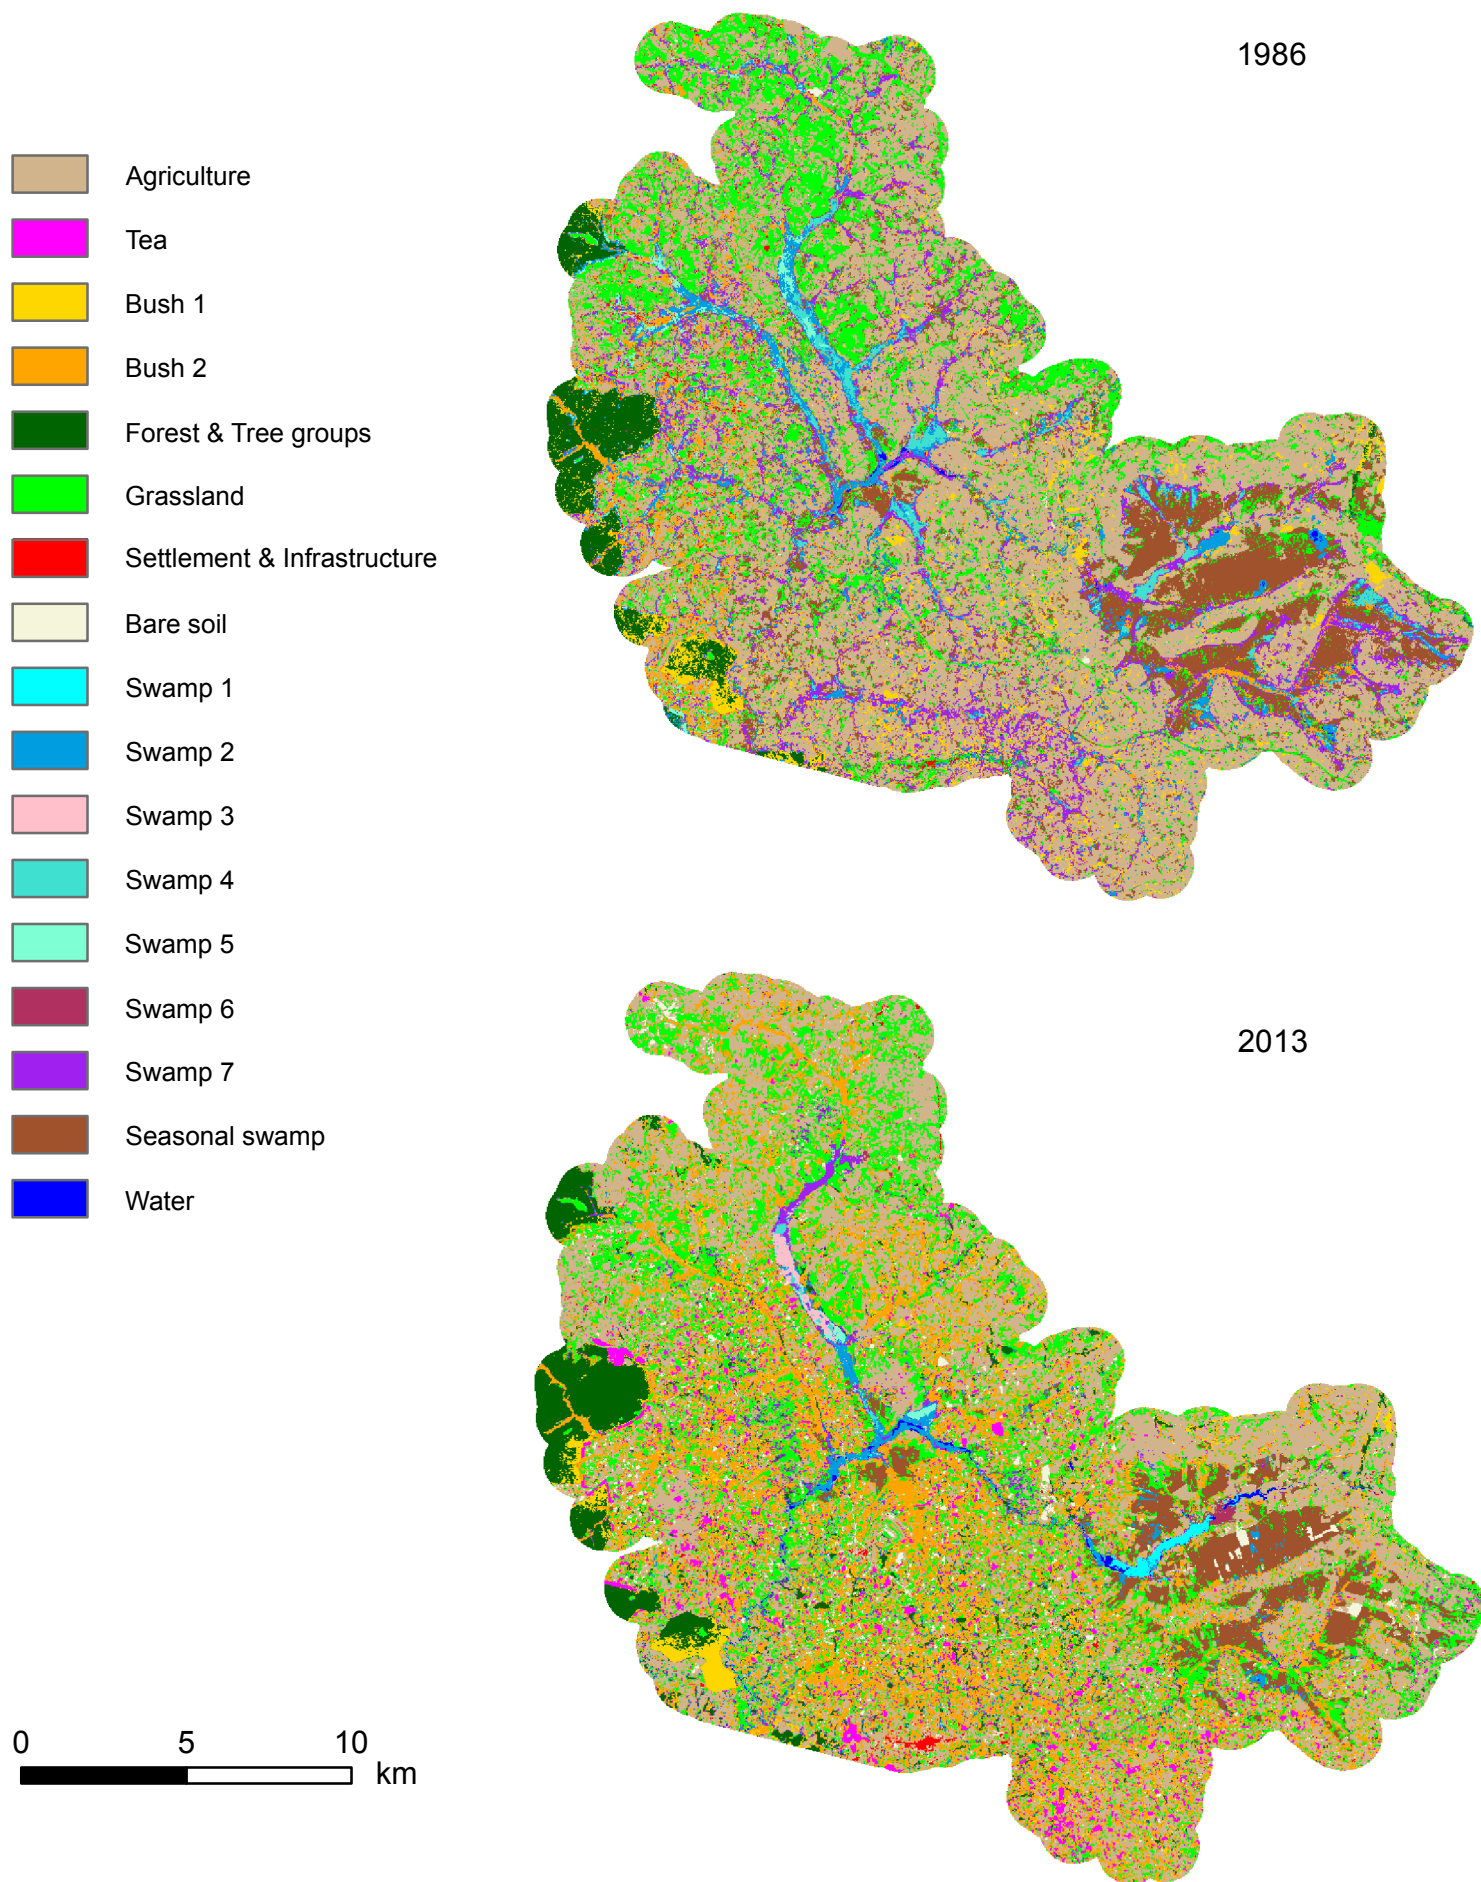 1986
Agriculture
Tea
Bush 1
Bush 2
Forest & Tree groups
Grassland
Settlement & Infrastructure
Bare soil
Swamp 1
Swamp 2
Swamp 3
Swamp 4
Swamp 5
Swamp 6
Swamp 7
Seasonal swamp
Water
2013
0 5 10
km